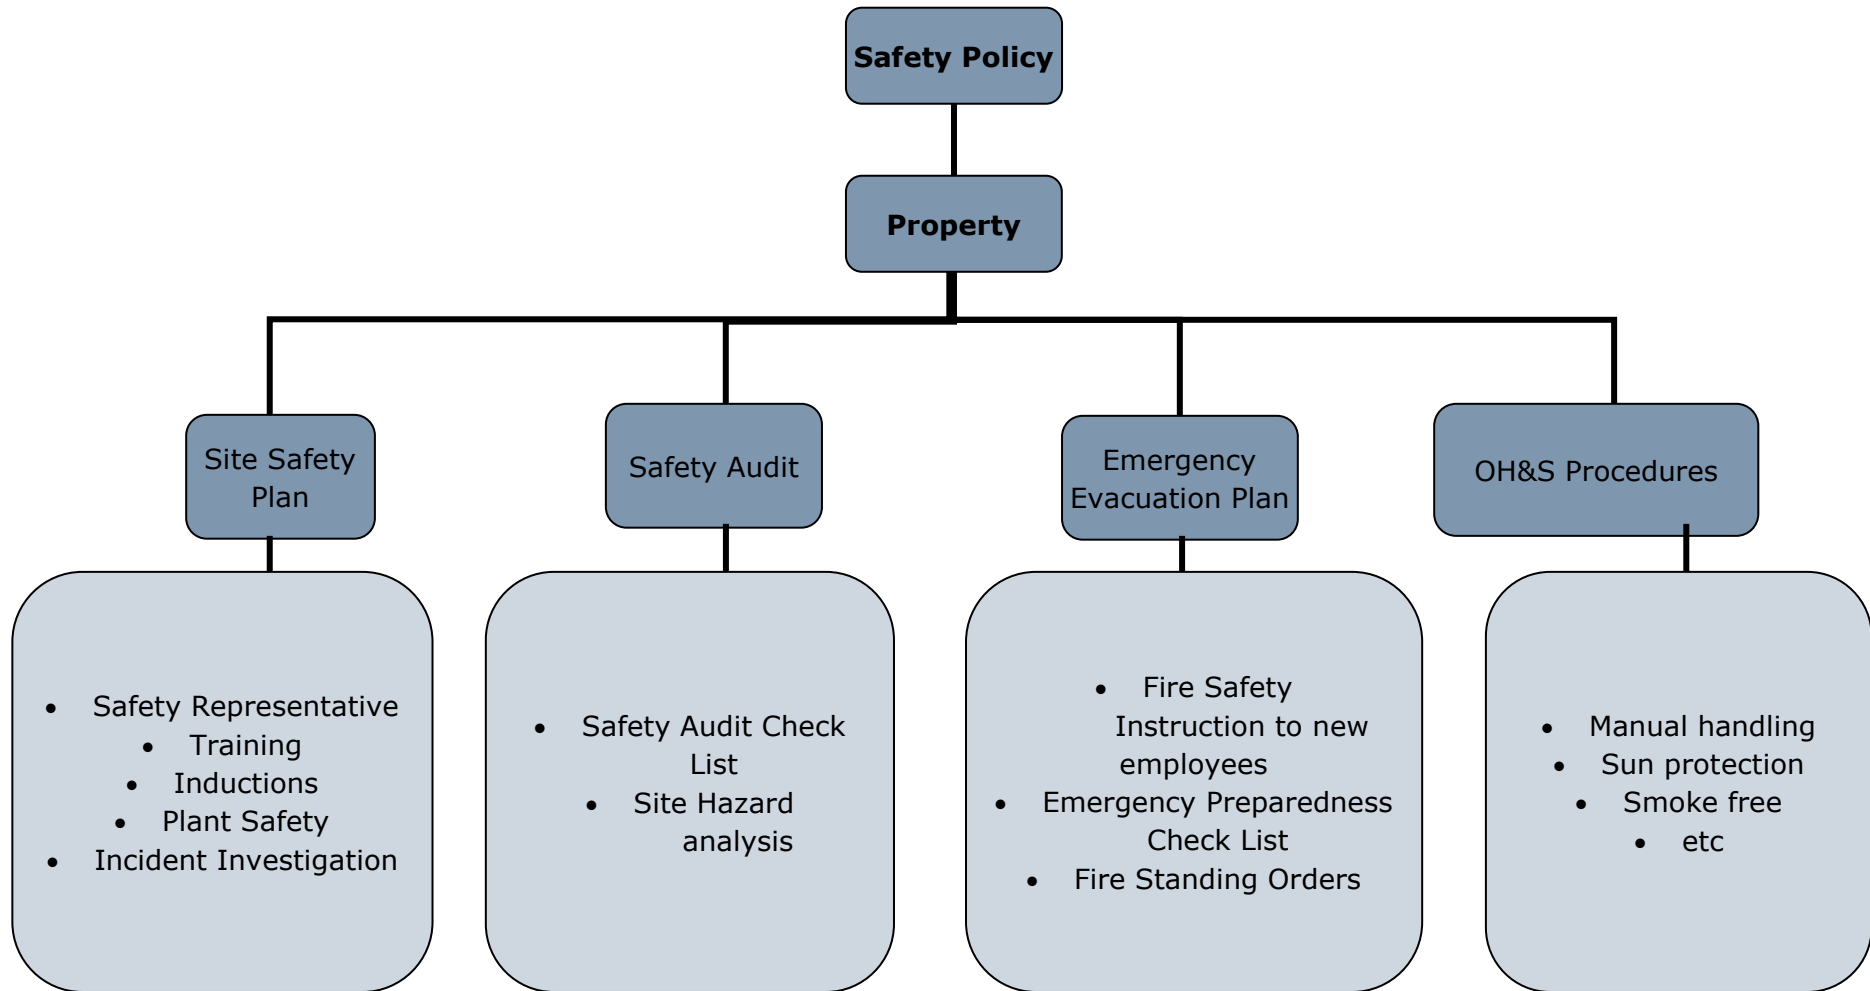 Safety Policy
Property
Site Safety
Plan
Safety Audit
Emergency
Evacuation Plan
OH&S Procedures
• Safety Representative
• Training
• Inductions
• Plant Safety
• Incident Investigation
• Safety Audit Check
List
• Site Hazard
analysis
• Fire Safety
Instruction to new
employees
• Emergency Preparedness
Check List
• Fire Standing Orders
• Manual handling
• Sun protection
• Smoke free
• etc